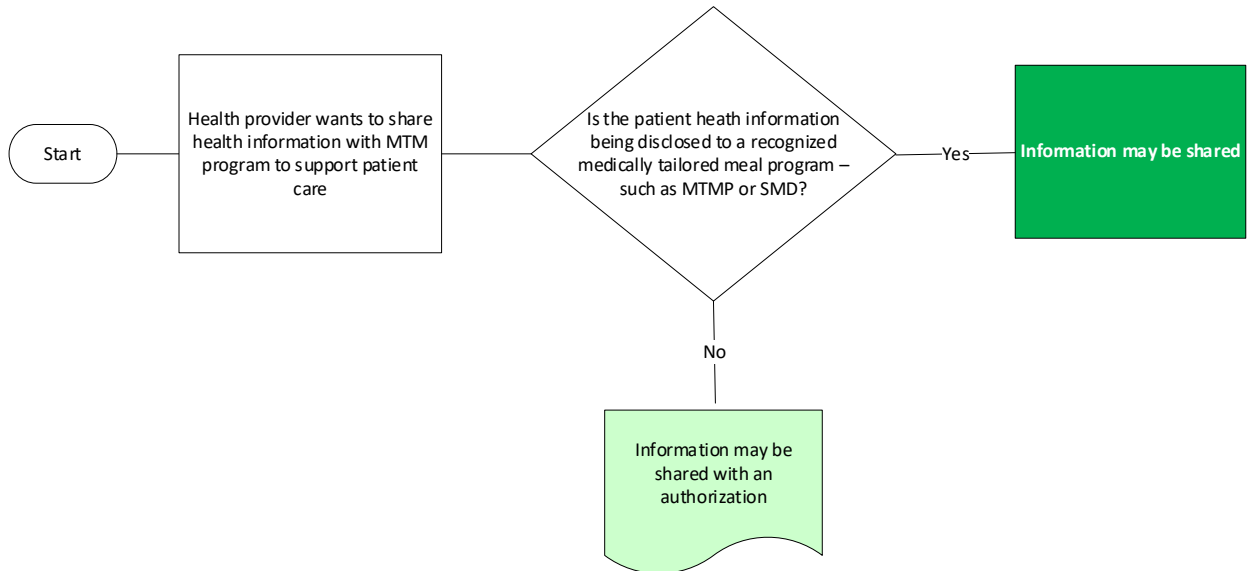 Start
Health provider wants to share
health information with MTM
program to support patient
care
Is the patient heath information
being disclosed to a recognized
medically tailored meal program –
such as MTMP or SMD?
Yes
Information may be shared
No
Information may be
shared with an
authorization